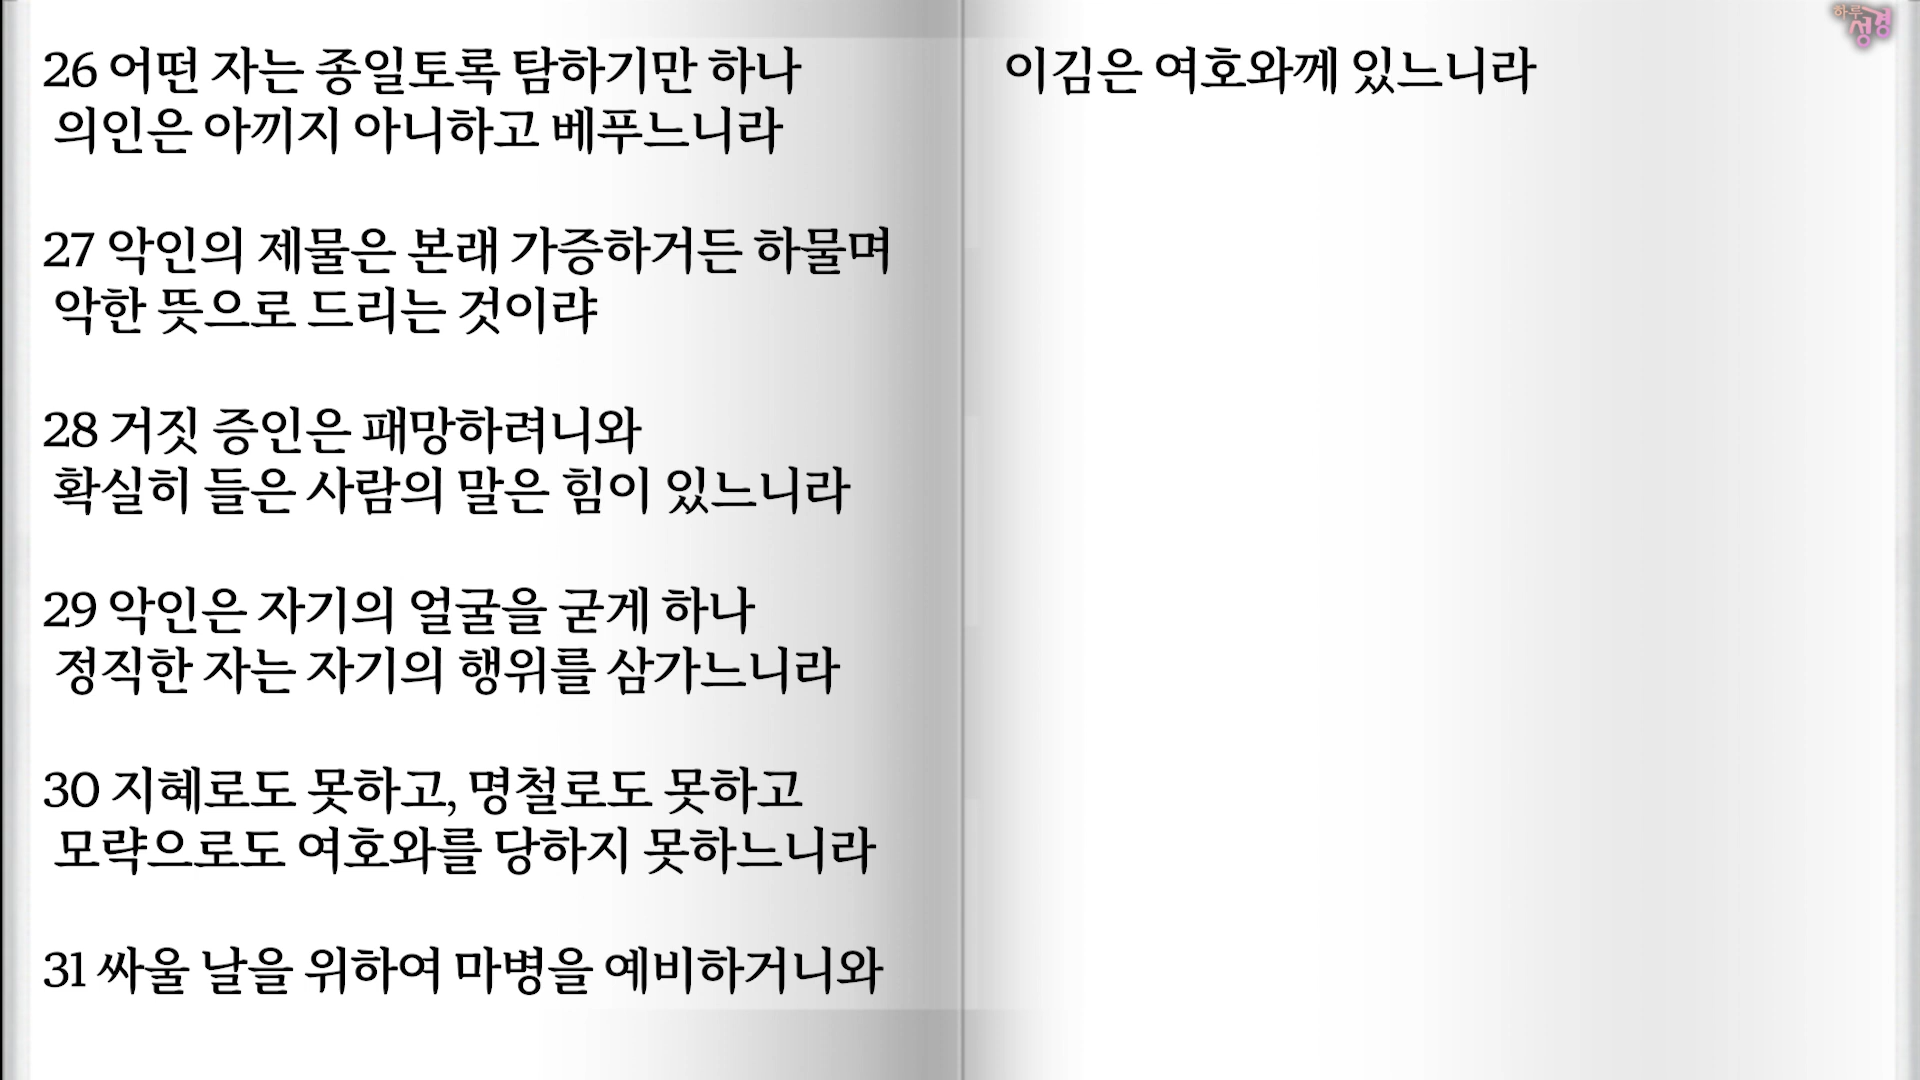 26 어떤 자는 종일토록 탐하기만 하나
의인은 아끼지 아니하고 베푸느니라
27 악인의 제물은 본래 가증하거든 하물며
악한 뜻으로 드리는 것이랴
28 거짓 증인은 패망하려니와
확실히 들은 사람의 말은 힘이 있느니라
29 악인은 자기의 얼굴을 굳게 하나
정직한 자는 자기의 행위를 삼가느니라
30 지혜로도 못하고, 명철로도 못하고
모략으로도 여호와를 당하지 못하느니라
31 싸울 날을 위하여 마병을 예비하거니와
이김은 여호와께 있느니라
하루
성경